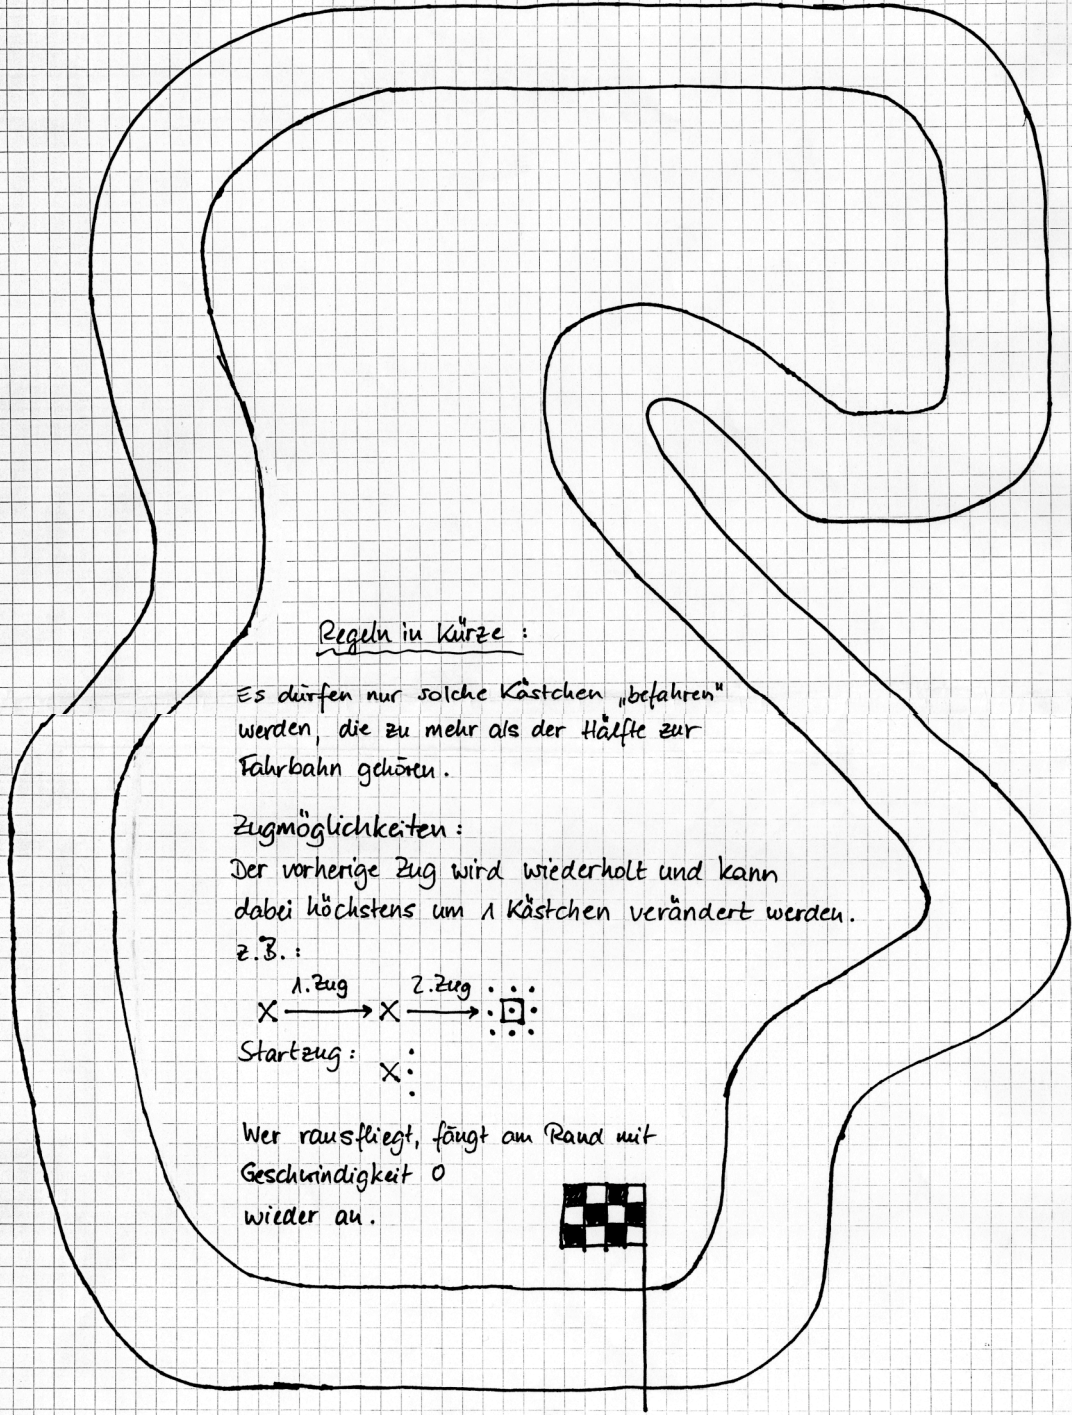 Regeln in Kürze :
Es dürfen nur solche Kästchen „befahren"
werden, die zu mehr als der Hälfte zur
Fahrbahn gehören.
Zugmöglichkeiten :
Der vorherige Zug wird wiederholt und kann
dabei höchstens um 1 Kästchen verändert werden.
z.B. :
1. Zug 2. Zug
Startzug :
Wer rausfliegt, fängt am Rand mit
Geschwindigkeit 0
wieder an.